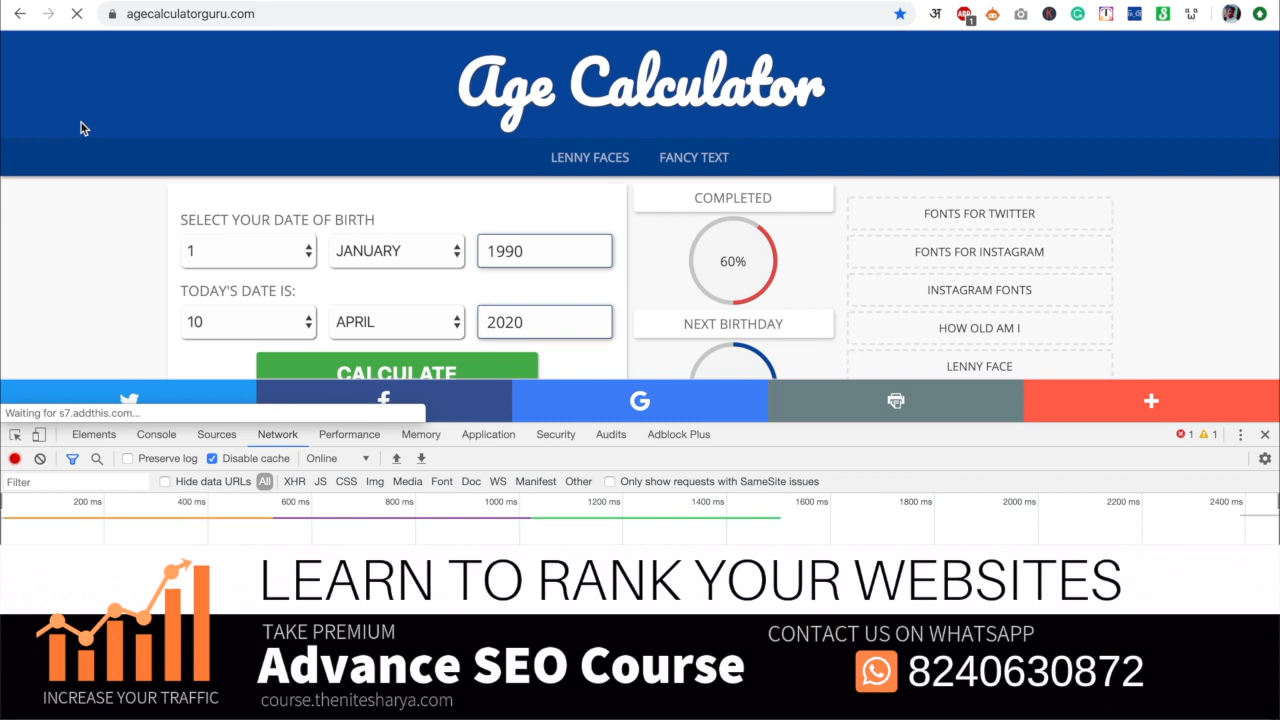 agecalculatorguru.com
Age Calculator
LENNY FACES FANCY TEXT
SELECT YOUR DATE OF BIRTH
1 JANUARY 1990
TODAY'S DATE IS:
10 APRIL 2020
CALCULATE
COMPLETED
60%
NEXT BIRTHDAY
FONTS FOR TWITTER
FONTS FOR INSTAGRAM
INSTAGRAM FONTS
HOW OLD AM I
LENNY FACE
Waiting for s7.addthis.com...
Elements Console Sources Network Performance Memory Application Security Audits Adblock Plus 1 1
Preserve log Disable cache Online
Filter Hide data URLs All XHR JS CSS Img Media Font Doc WS Manifest Other Only show requests with SameSite issues
200 ms 400 ms 600 ms 800 ms 1000 ms 1200 ms 1400 ms 1600 ms 1800 ms 2000 ms 2200 ms 2400 ms
LEARN TO RANK YOUR WEBSITES
INCREASE YOUR TRAFFIC
TAKE PREMIUM
Advance SEO Course
course.thenitesharya.com
CONTACT US ON WHATSAPP
8240630872